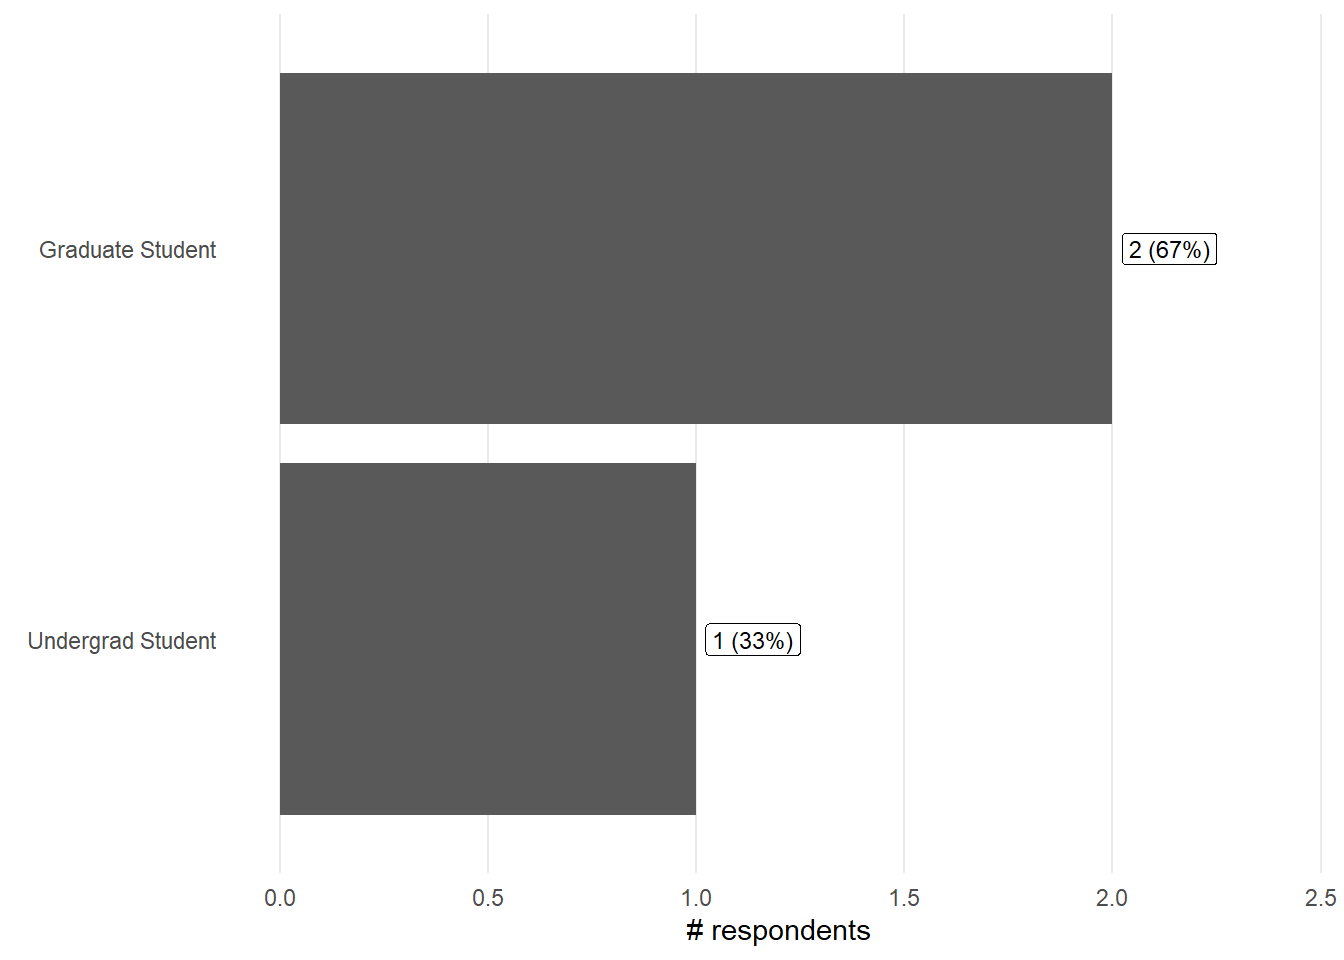 Graduate Student
2 (67%)
Undergrad Student
1 (33%)
0.0 0.5 1.0 1.5 2.0 2.5
# respondents